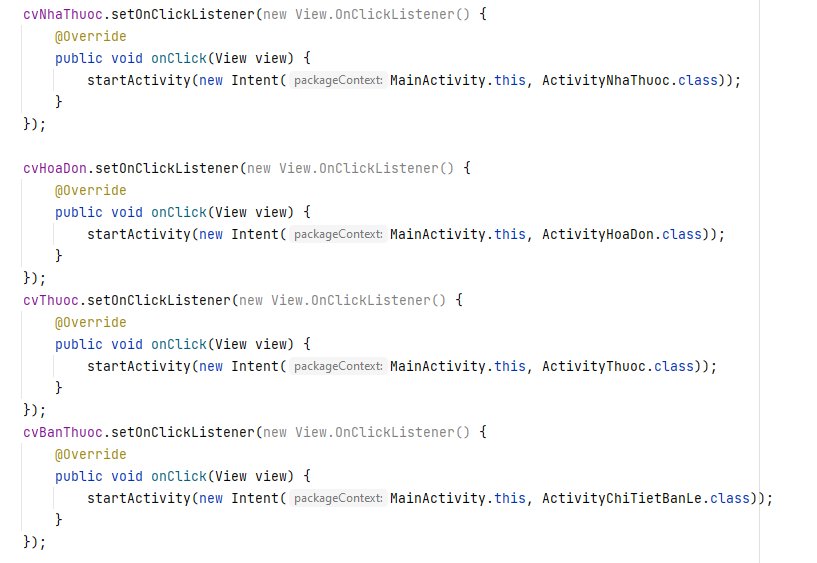 cvNhaThuoc.setOnClickListener(new View.OnClickListener() {
    @Override
    public void onClick(View view) {
        startActivity(new Intent( packageContext: MainActivity.this, ActivityNhaThuoc.class));
    }
});

cvHoaDon.setOnClickListener(new View.OnClickListener() {
    @Override
    public void onClick(View view) {
        startActivity(new Intent( packageContext: MainActivity.this, ActivityHoaDon.class));
    }
});
cvThuoc.setOnClickListener(new View.OnClickListener() {
    @Override
    public void onClick(View view) {
        startActivity(new Intent( packageContext: MainActivity.this, ActivityThuoc.class));
    }
});
cvBanThuoc.setOnClickListener(new View.OnClickListener() {
    @Override
    public void onClick(View view) {
        startActivity(new Intent( packageContext: MainActivity.this, ActivityChiTietBanLe.class));
    }
});